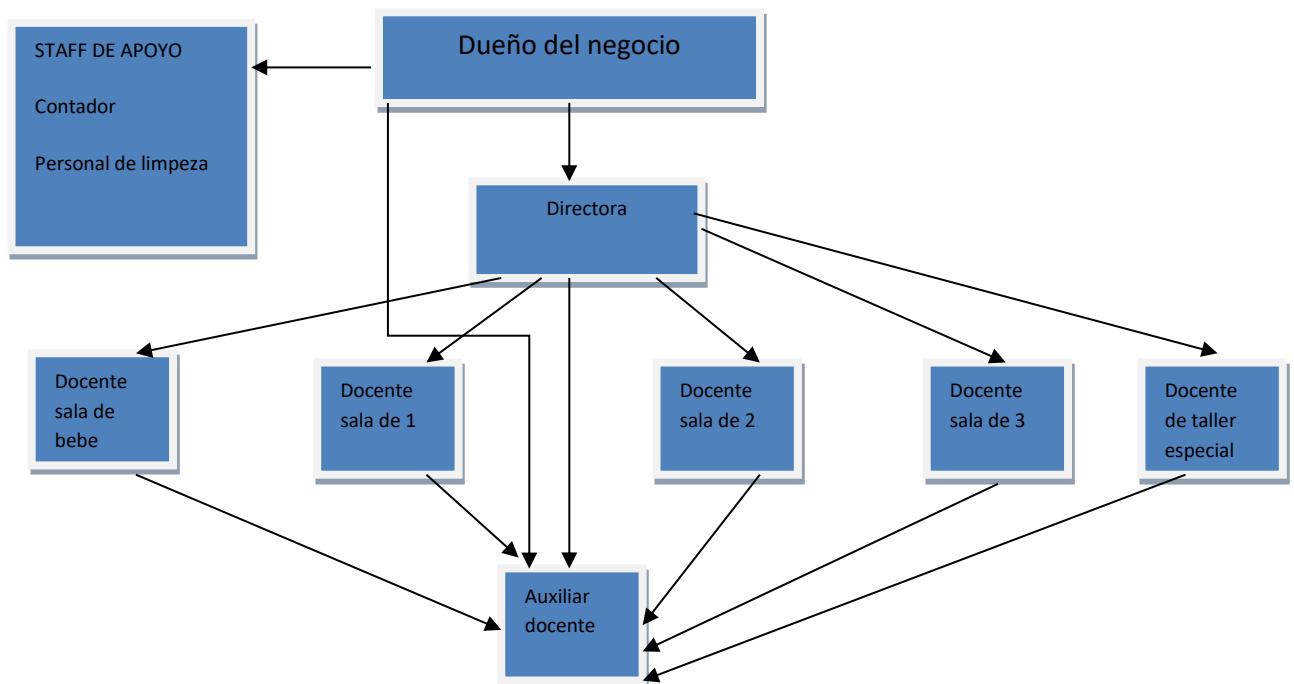 STAFF DE APOYO
Contador
Personal de limpeza
Dueño del negocio
Directora
Docente
sala de
bebe
Docente
sala de 1
Docente
sala de 2
Docente
sala de 3
Docente
de taller
especial
Auxiliar
docente